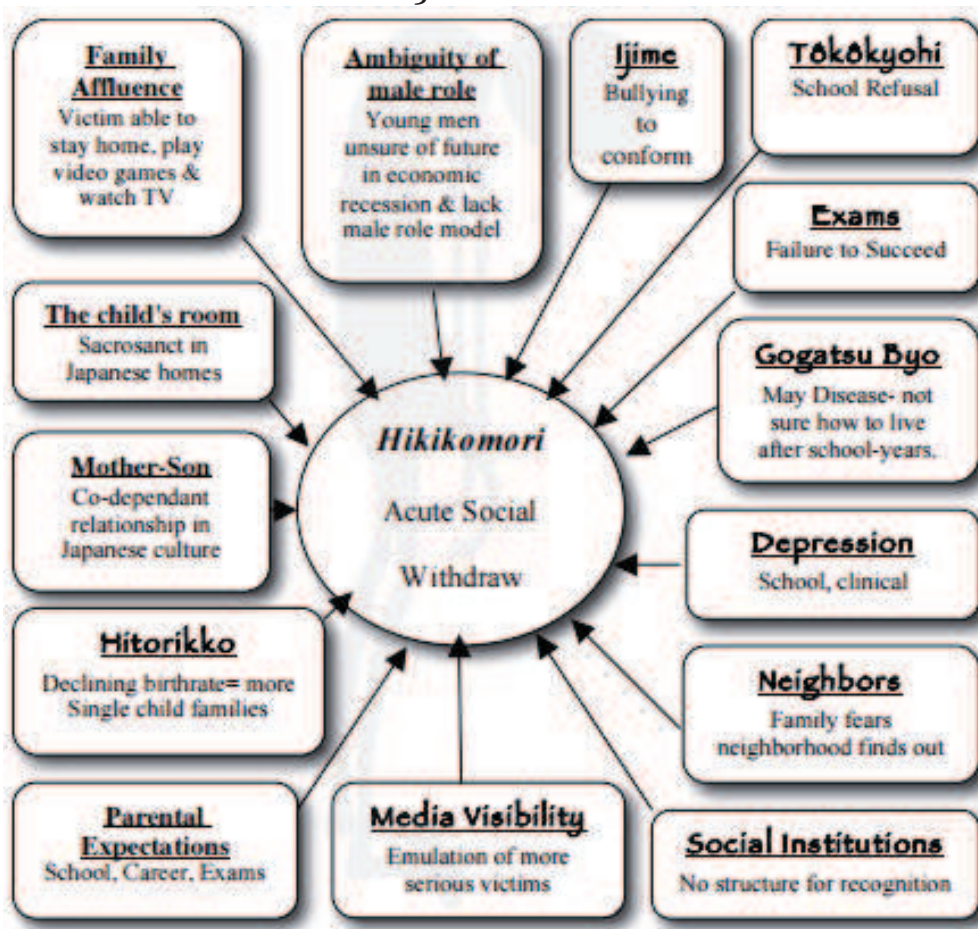 Family
Affluence
Victim able to
stay home, play
video games &
watch TV
Ambiguity of
male role
Young men
unsure of future
in economic
recession & lack
male role model
Ijime
Bullying
to
conform
Tôkôkyohi
School Refusal
Exams
Failure to Succeed
The child's room
Sacrosanct in
Japanese homes
Gogatsu Byo
May Disease- not
sure how to live
after school-years.
Hikikomori
Acute Social
Withdraw
Mother-Son
Co-dependant
relationship in
Japanese culture
Depression
School, clinical
Hitorikko
Declining birthrate= more
Single child families
Neighbors
Family fears
neighborhood finds out
Parental
Expectations
School, Career, Exams
Media Visibility
Emulation of more
serious victims
Social Institutions
No structure for recognition